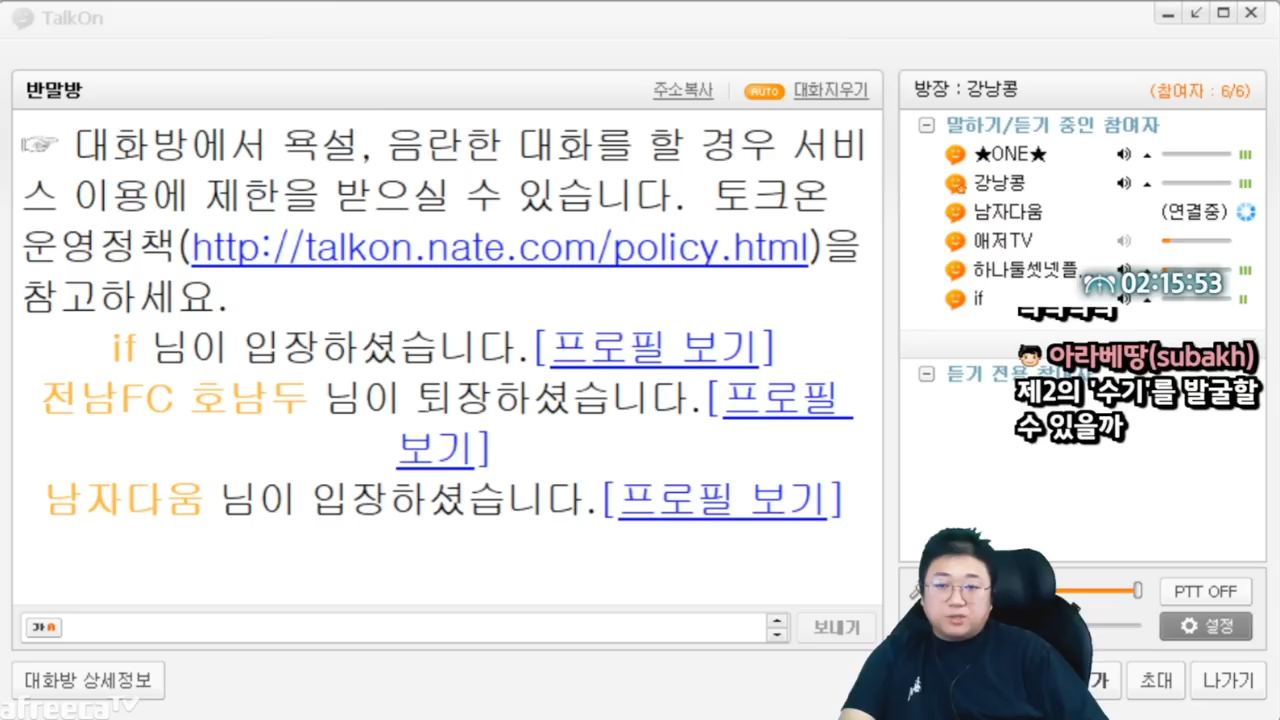 TalkOn
반말방
주소복사
AUTO 대화지우기
☞ 대화방에서 욕설, 음란한 대화를 할 경우 서비
스 이용에 제한을 받으실 수 있습니다. 토크온
운영정책(http://talkon.nate.com/policy.html)을
참고하세요.
if 님이 입장하셨습니다.[프로필 보기]
전남FC 호남두 님이 퇴장하셨습니다.[프로필
보기]
남자다움 님이 입장하셨습니다.[프로필 보기]
가A
보내기
대화방 상세정보
afreecaTV
방장 : 강낭콩
(참여자 : 6/6)
말하기/듣기 중인 참여자
★ONE★
강낭콩
남자다움 (연결중)
애저TV
하나둘셋넷플..
02:15:53
if
아라베땅(subakh)
듣기 전용
제2의 '수기'를 발굴할
수 있을까
PTT OFF
설정
가
초대
나가기